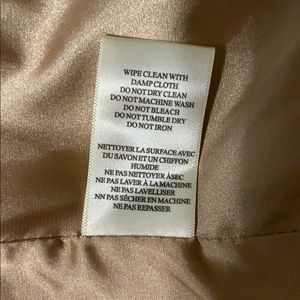 WIPE CLEAN WITH
DAMP CLOTH
DO NOT DRY CLEAN
DO NOT MACHINE WASH
DO NOT BLEACH
DO NOT TUMBLE DRY
DO NOT IRON
NETTOYER LA SURFACE AVEC
DU SAVON ET UN CHIFFON
HUMIDE
NE PAS NETTOYER ÀSEC
NE PAS LAVER À LA MACHINE
NE PAS LAVELLISER
NN PAS SÈCHER EN MACHINE
NE PAS REPASSER